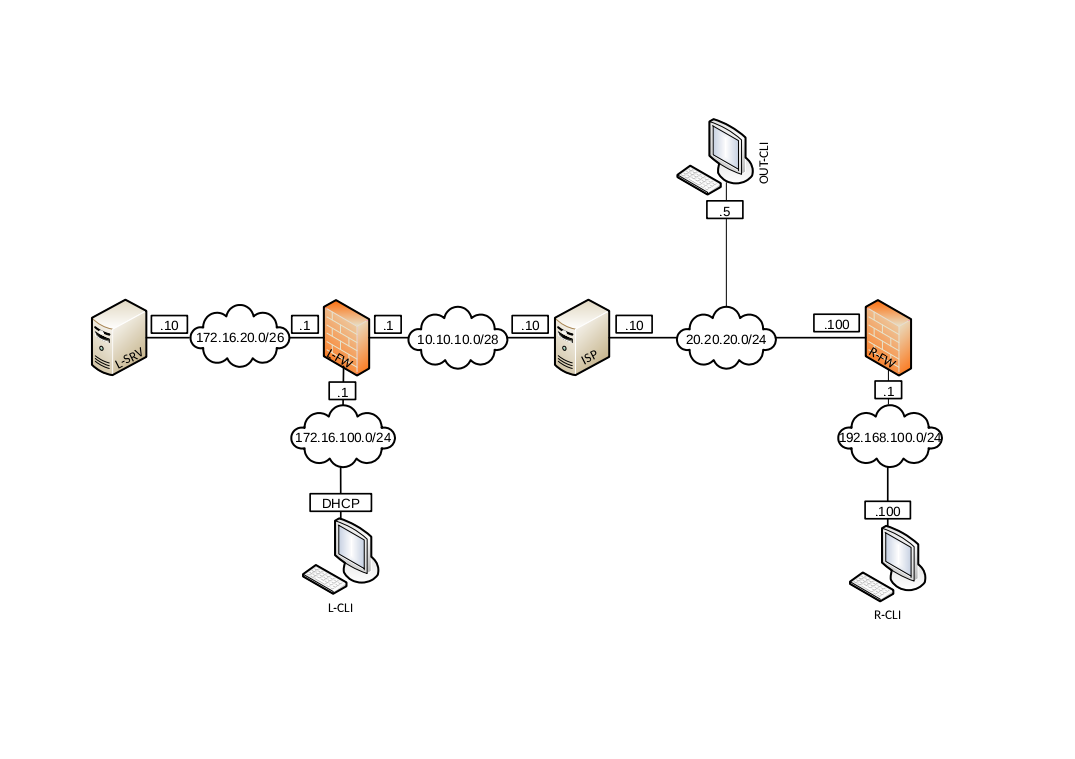 OUT-CLI
.5
L-SRV
.10
172.16.20.0/26
.1
L-FW
.1
10.10.10.0/28
.10
ISP
.10
20.20.20.0/24
.100
R-FW
.1
172.16.100.0/24
DHCP
L-CLI
.1
192.168.100.0/24
.100
R-CLI